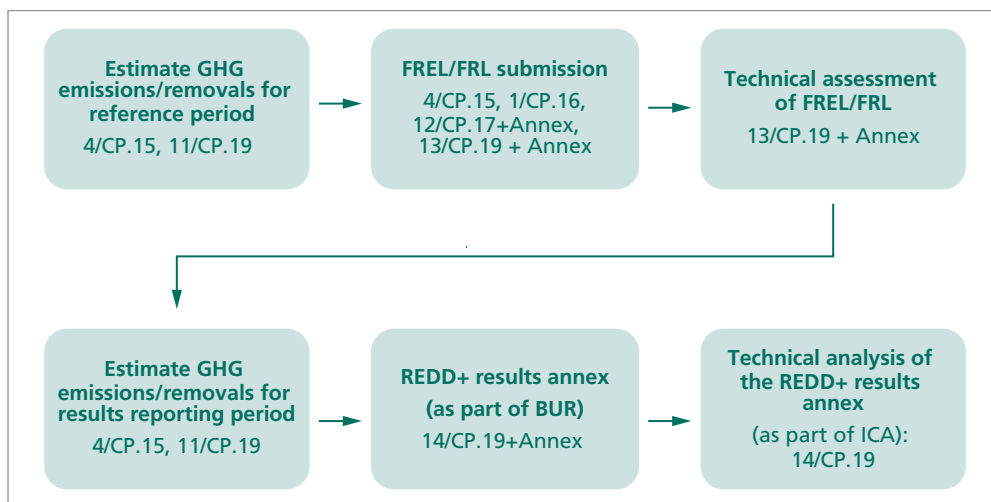 Estimate GHG
emissions/removals for
reference period
4/CP.15, 11/CP.19
FREL/FRL submission
4/CP.15, 1/CP.16,
12/CP.17+Annex,
13/CP.19 + Annex
Technical assessment
of FREL/FRL
13/CP.19 + Annex
Estimate GHG
emissions/removals for
results reporting period
4/CP.15, 11/CP.19
REDD+ results annex
(as part of BUR)
14/CP.19+Annex
Technical analysis of
the REDD+ results
annex
(as part of ICA):
14/CP.19